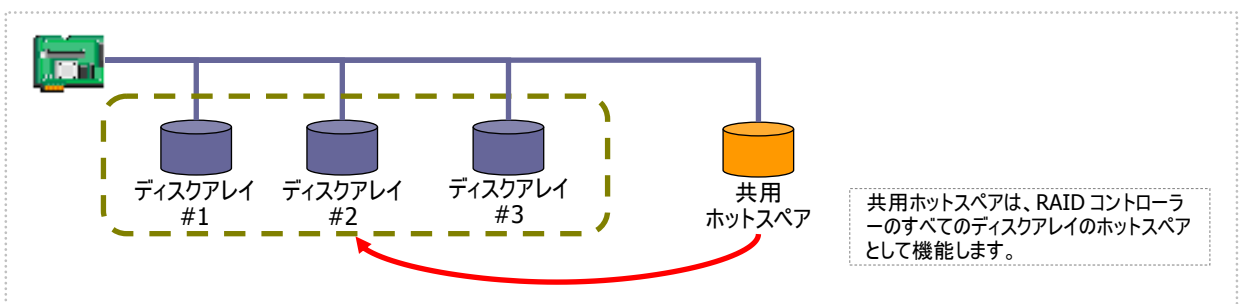 ディスクアレイ
#1
ディスクアレイ
#2
ディスクアレイ
#3
共用
ホットスペア
共用ホットスペアは、RAID コントローラ
ーのすべてのディスクアレイのホットスペア
として機能します。